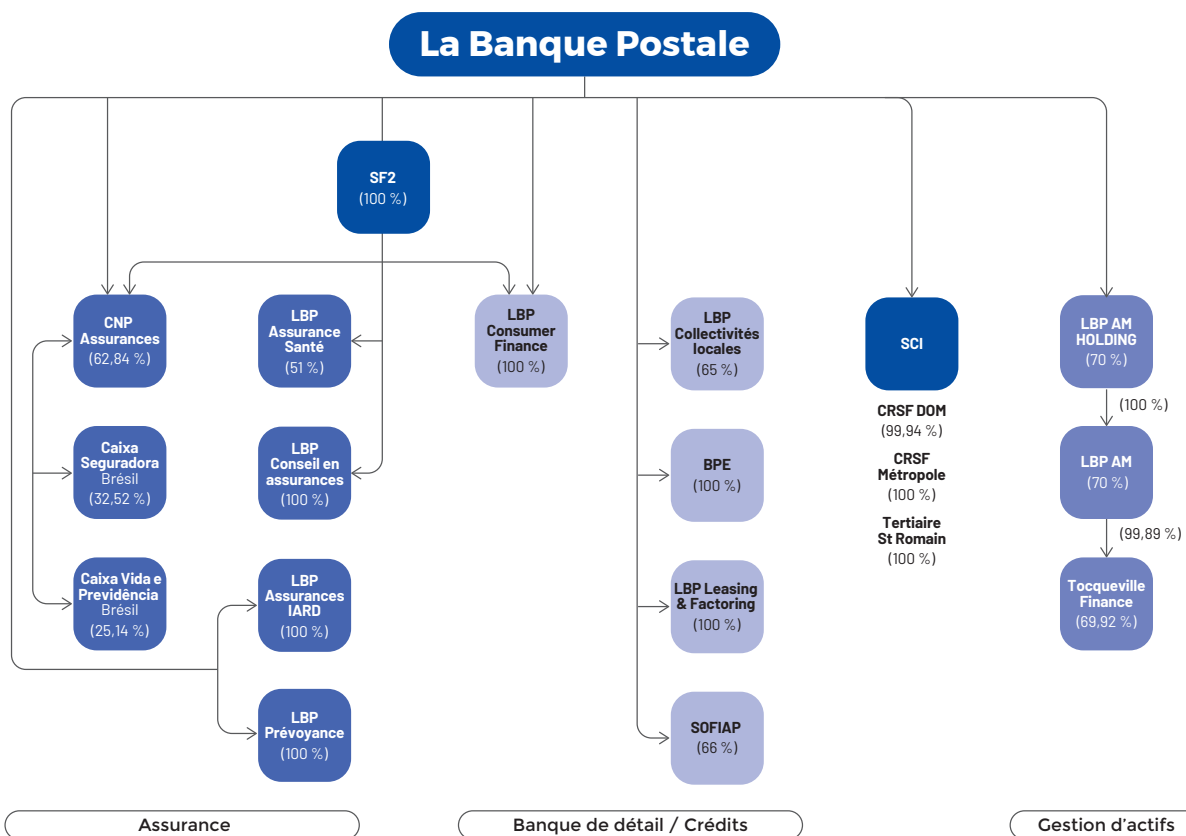 La Banque Postale
SF2
(100 %)
CNP
Assurances
(62,84 %)
LBP
Assurance
Santé
(51 %)
LBP
Consumer
Finance
(100 %)
LBP
Collectivités
locales
(65 %)
SCI
LBP AM
HOLDING
(70 %)
(100 %)
CRSF DOM
(99,94 %)
CRSF
Métropole
(100 %)
Tertiaire
St Romain
(100 %)
Caixa
Seguradora
Brésil
(32,52 %)
LBP
Conseil en
assurances
(100 %)
BPE
(100 %)
LBP AM
(70 %)
(99,89 %)
Caixa Vida e
Previdência
Brésil
(25,14 %)
LBP
Assurances
IARD
(100 %)
LBP Leasing
& Factoring
(100 %)
Tocqueville
Finance
(69,92 %)
LBP
Prévoyance
(100 %)
SOFIAP
(66 %)
Assurance
Banque de détail / Crédits
Gestion d'actifs